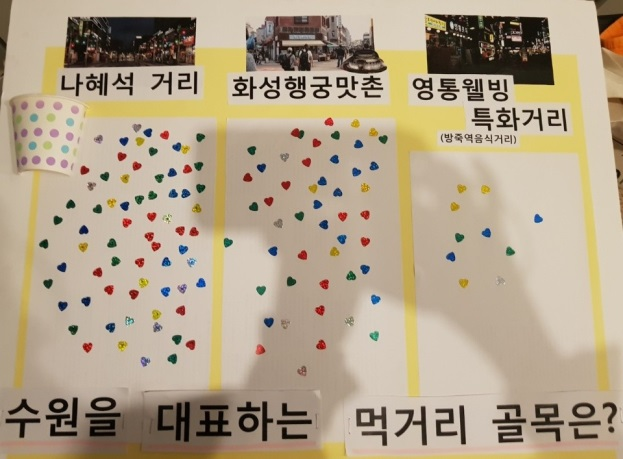 나혜석 거리
화성행궁맛촌
영통웰빙
특화거리
(방죽역음식거리)
수원을 대표하는 먹거리 골목은?